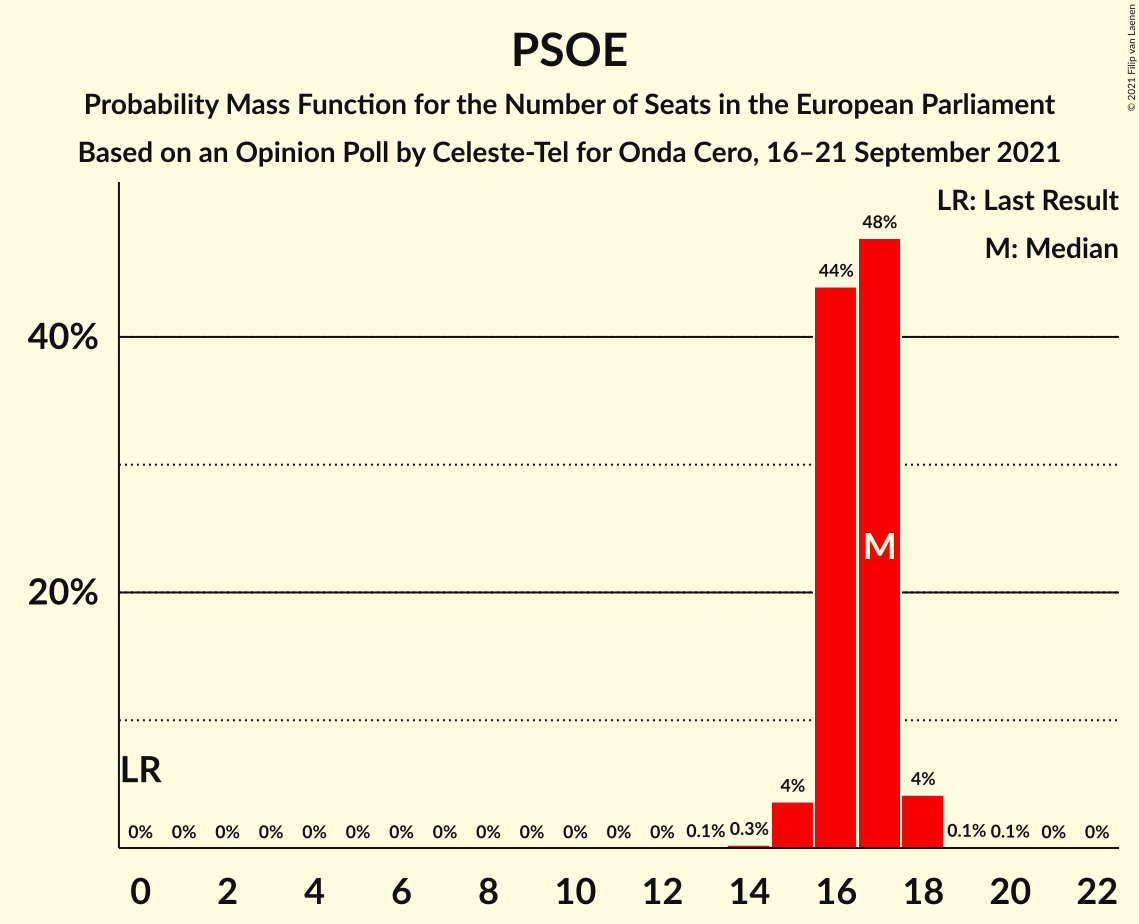 PSOE
Probability Mass Function for the Number of Seats in the European Parliament
Based on an Opinion Poll by Celeste-Tel for Onda Cero, 16–21 September 2021
© 2021 Filip van Laenen
LR: Last Result
M: Median
48%
44%
40%
M
20%
LR
4%
4%
0% 0% 0% 0% 0% 0% 0% 0% 0% 0% 0% 0% 0% 0.1% 0.3% 0.1% 0.1% 0% 0%
0 2 4 6 8 10 12 14 16 18 20 22